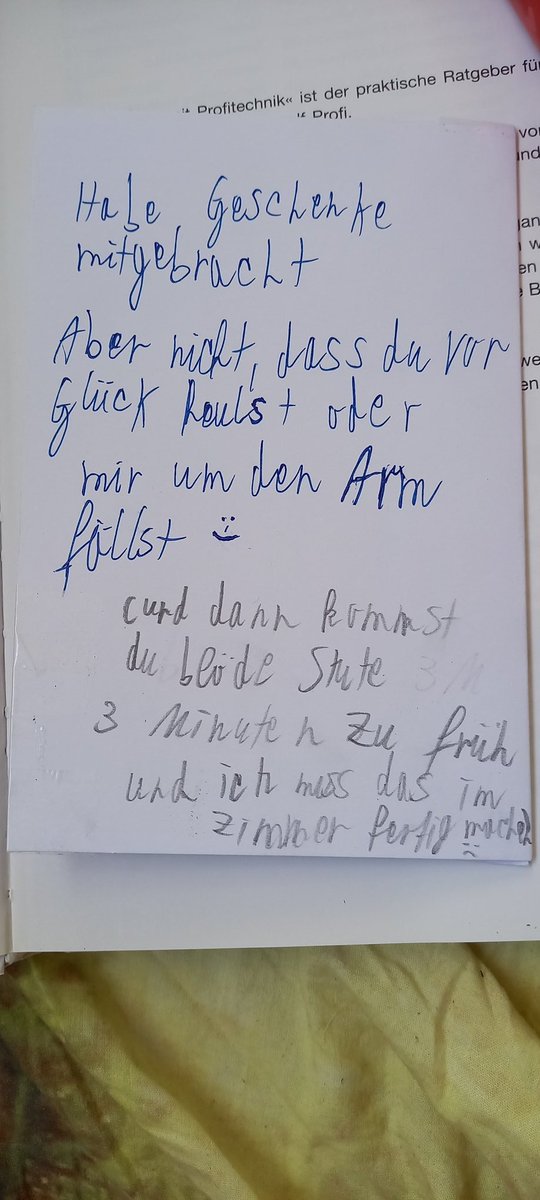 Profitechnik« ist der praktische Ratgeber für
Profi.
Habe Geschenke
mitgebracht
Aber nicht, dass du vor
Glück heulst oder
mir um den Arm
fällst :)
(und dann kommst
du blöde Stute 3 M
3 Minuten zu früh
und ich muss das im
Zimmer fertig machen
:(